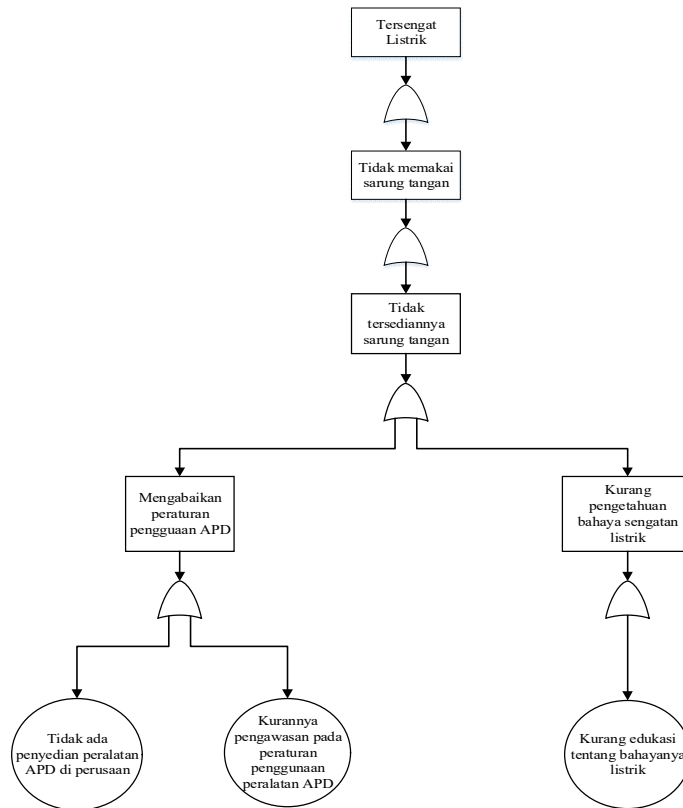 Tersengat
Listrik
Tidak memakai
sarung tangan
Tidak
tersediannya
sarung tangan
Mengabaikan
peraturan
pengguaan APD
Kurang
pengetahuan
bahaya sengatan
listrik
Tidak ada
penyedian peralatan
APD di perusaan
Kurannya
pengawasan pada
peraturan
penggunaan
peralatan APD
Kurang edukasi
tentang bahayanya
listrik